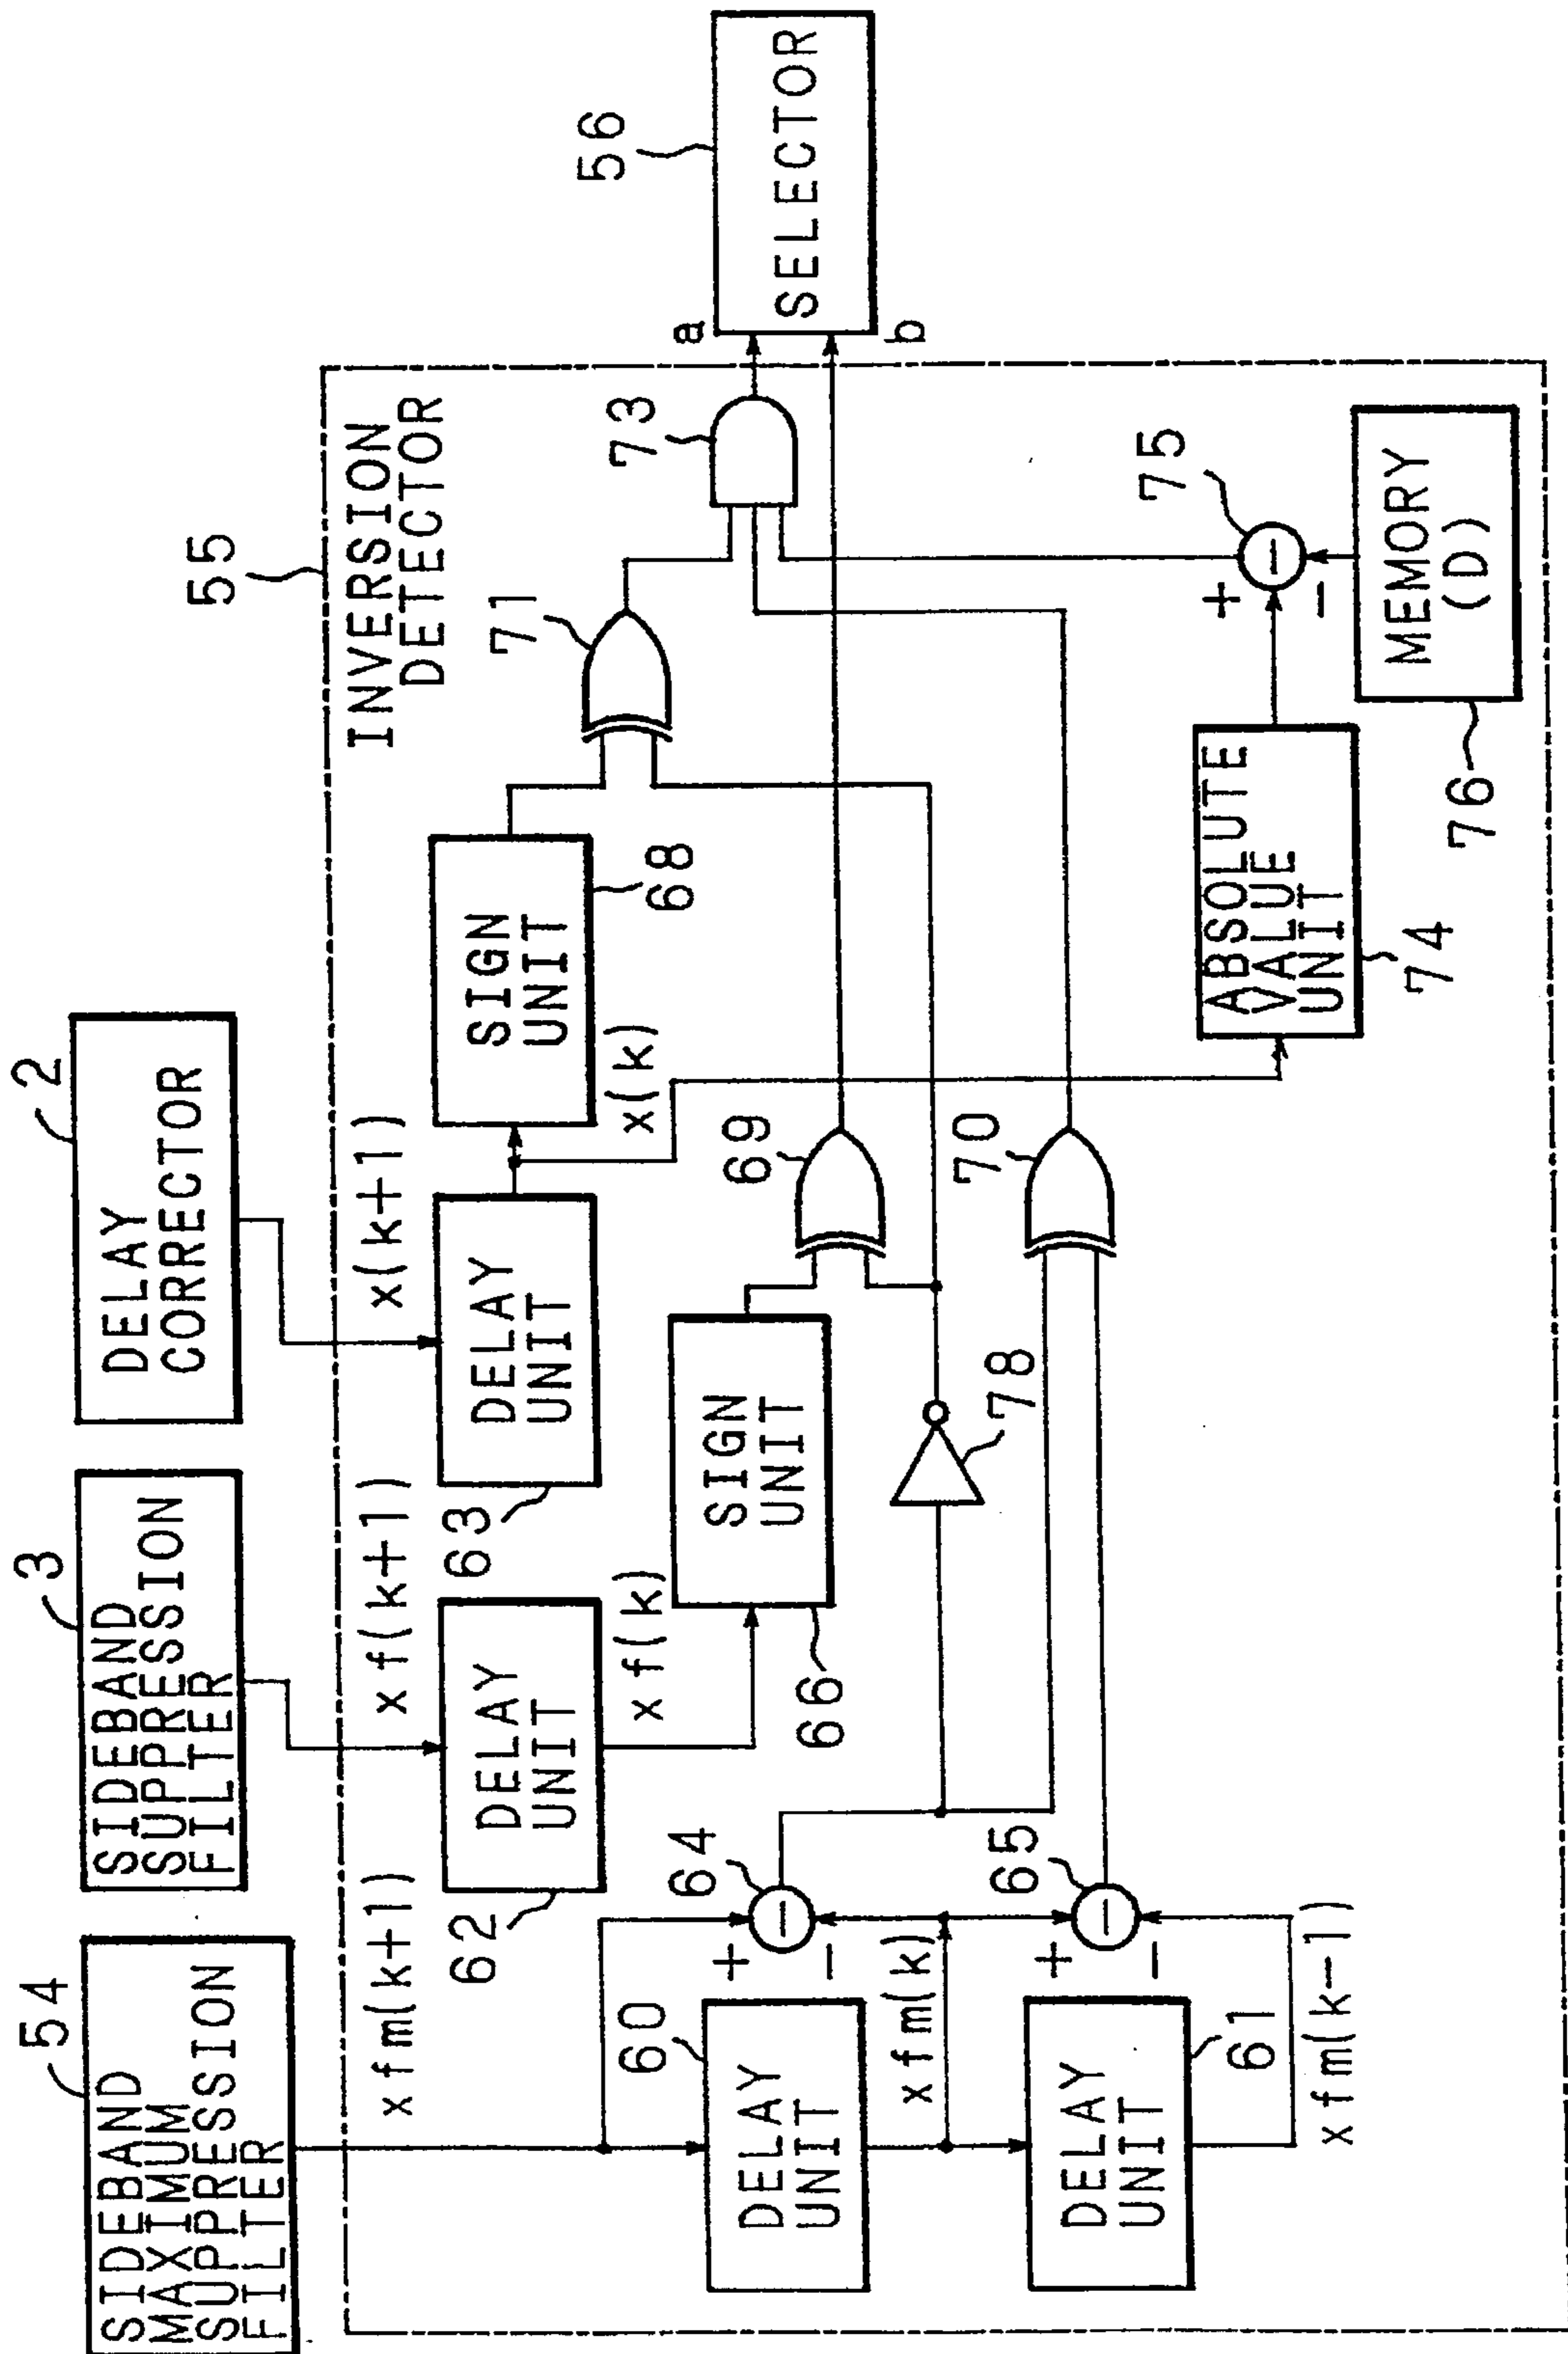 54
SIDEBAND
MAXIMUM
SUPPRESSION
FILTER
3
SIDEBAND
SUPPRESSION
FILTER
2
DELAY
CORRECTOR
55
INVERSION
DETECTOR
56
SELECTOR
a
b
xfm(k+1)
xf(k+1)
x(k+1)
62
DELAY
UNIT
xf(k)
63
DELAY
UNIT
x(k)
SIGN
UNIT
68
71
73
60
DELAY
UNIT
xfm(k)
64
+
−
−
66
SIGN
UNIT
69
78
61
DELAY
UNIT
xfm(k-1)
65
+
−
−
70
74
ABSOLUTE
VALUE
UNIT
75
+
−
−
76
MEMORY
(D)